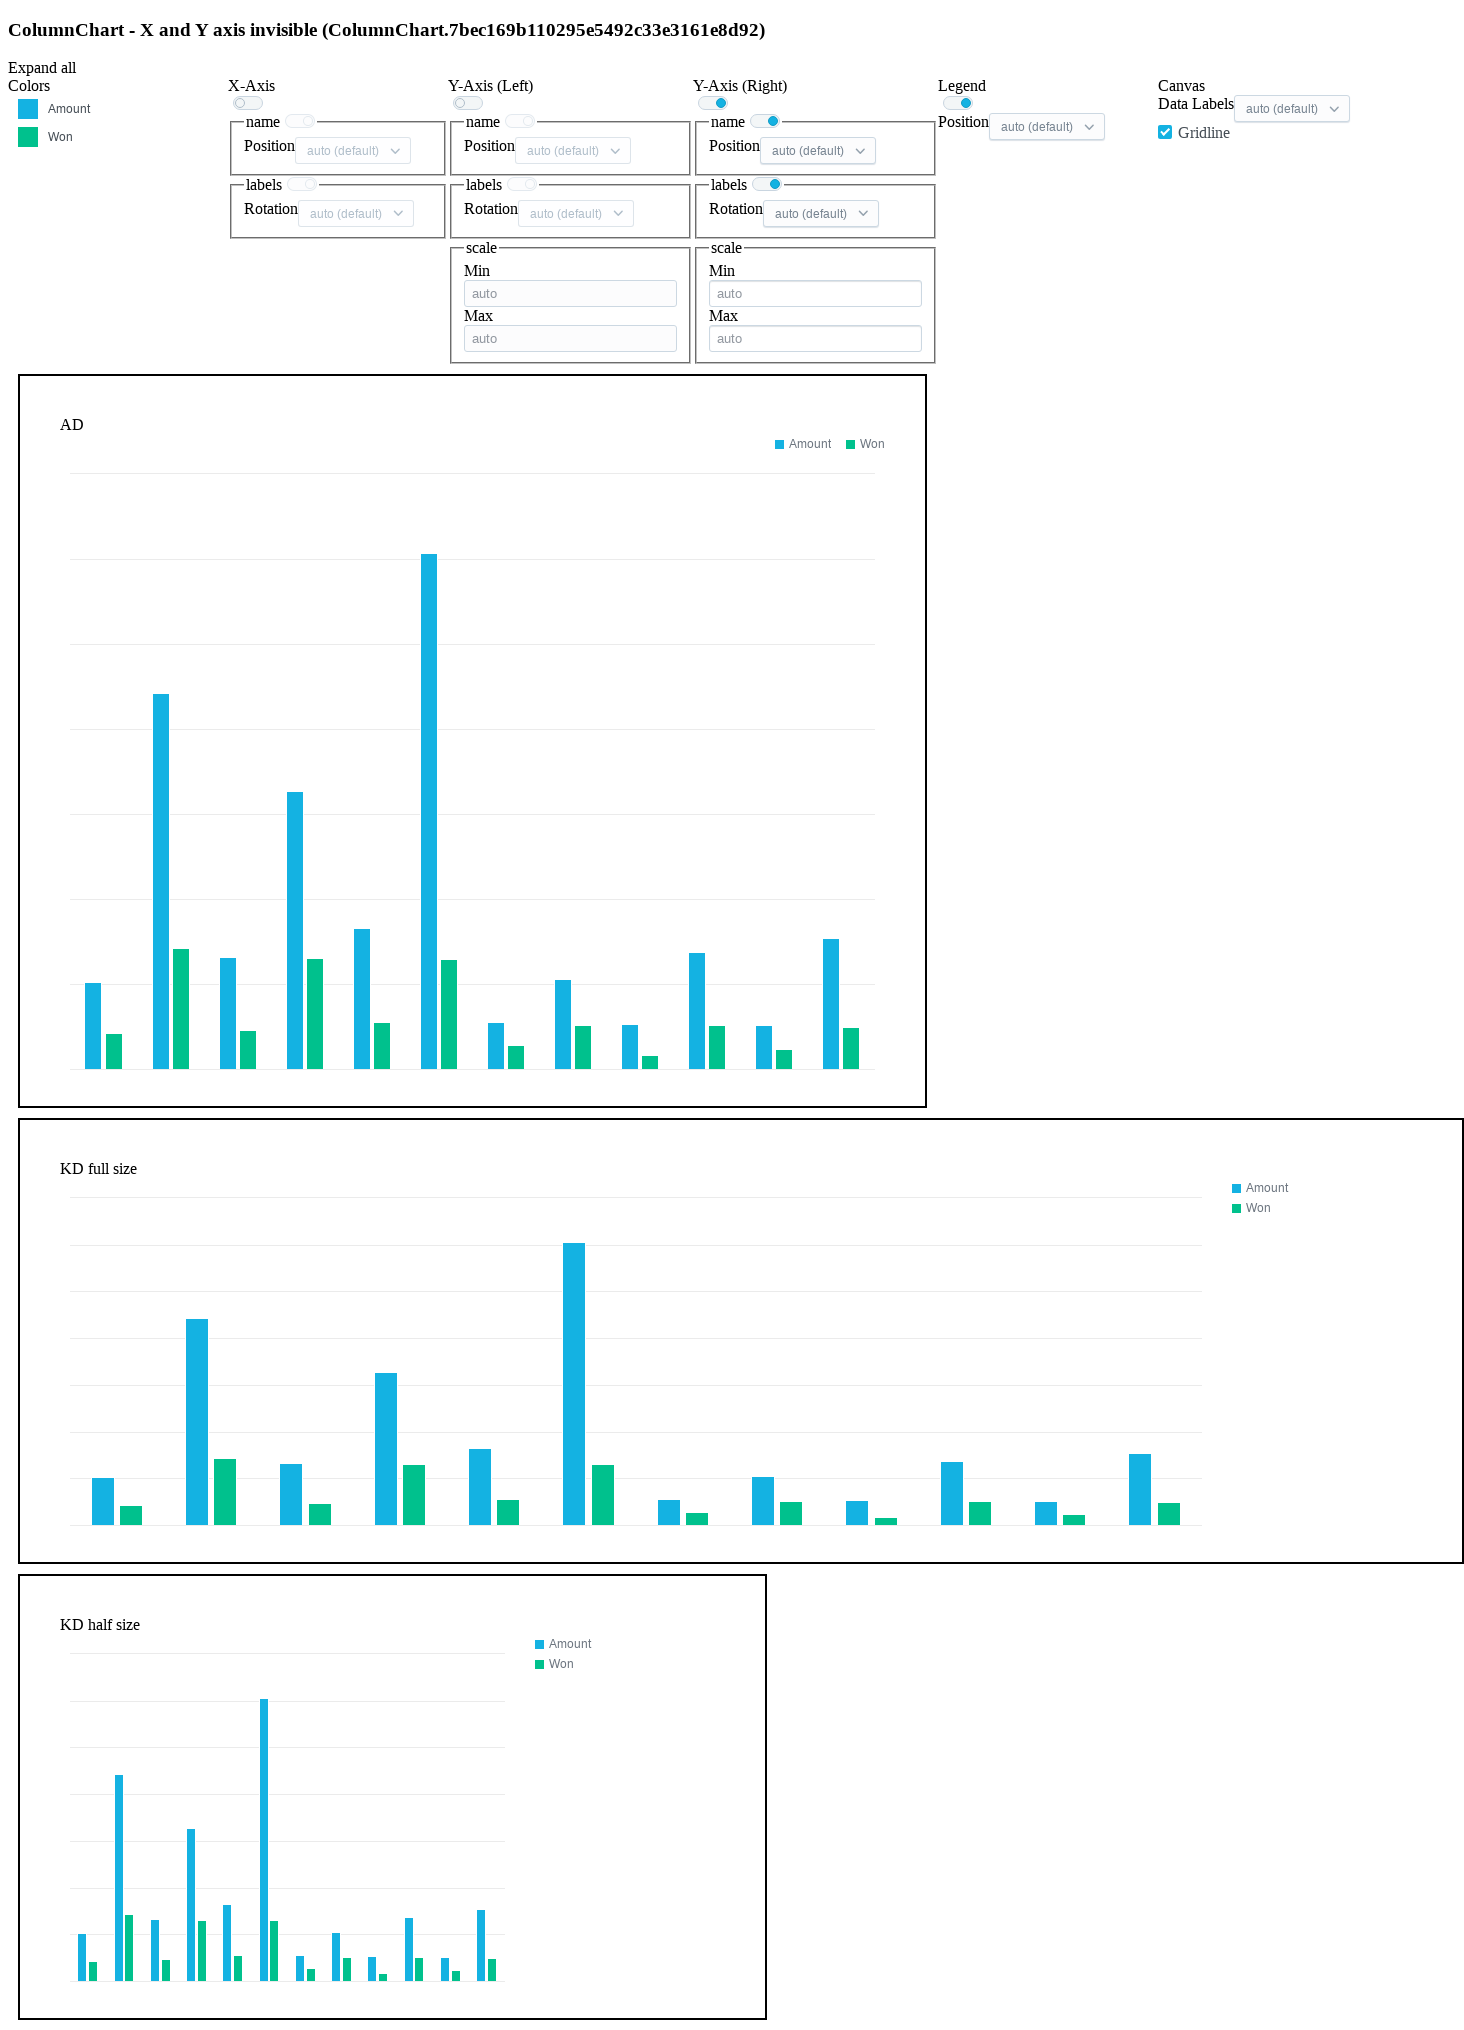 ColumnChart - X and Y axis invisible (ColumnChart.7bec169b110295e5492c33e3161e8d92)
Expand all
Colors
Amount
Won
X-Axis
name
Position auto (default)
labels
Rotation auto (default)
Y-Axis (Left)
name
Position auto (default)
labels
Rotation auto (default)
scale
Min
auto
Max
auto
Y-Axis (Right)
name
Position auto (default)
labels
Rotation auto (default)
scale
Min
auto
Max
auto
Legend
Position auto (default)
Canvas
Data Labels auto (default)
Gridline
AD
Amount Won
KD full size
Amount
Won
KD half size
Amount
Won